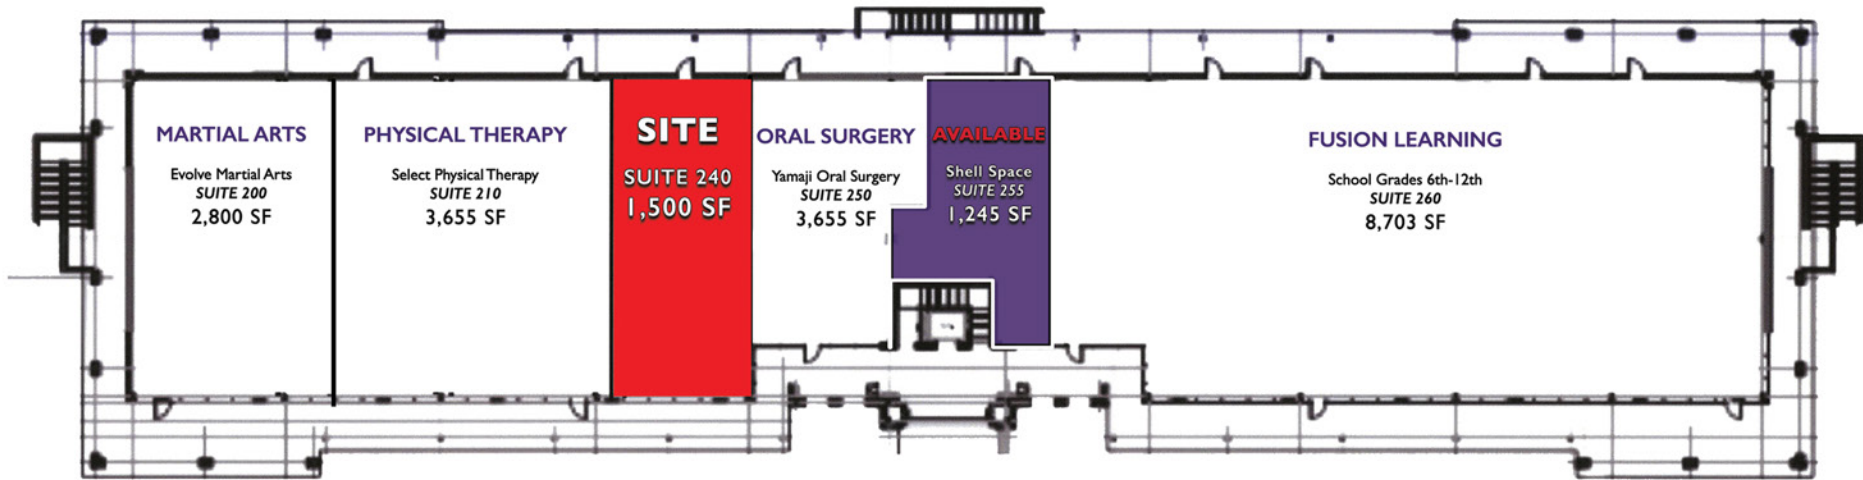 MARTIAL ARTS
Evolve Martial Arts
SUITE 200
2,800 SF
PHYSICAL THERAPY
Select Physical Therapy
SUITE 210
3,655 SF
SITE
SUITE 240
1,500 SF
ORAL SURGERY
Yamaji Oral Surgery
SUITE 250
3,655 SF
AVAILABLE
Shell Space
SUITE 255
1,245 SF
FUSION LEARNING
School Grades 6th-12th
SUITE 260
8,703 SF